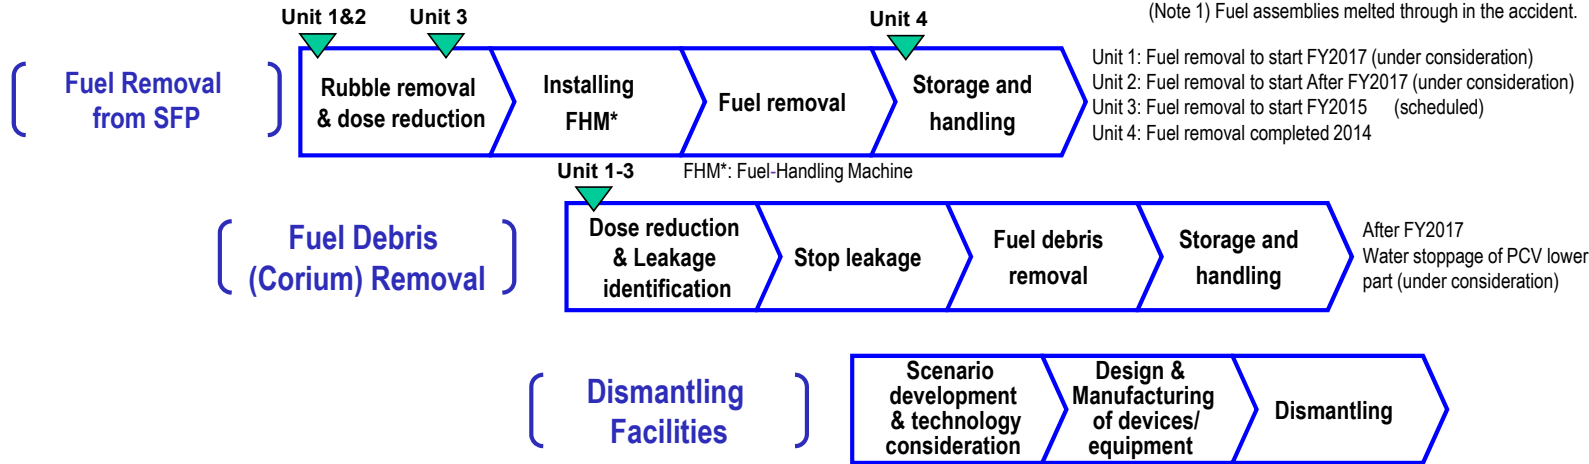 Unit 1&2
Unit 3
Unit 4
(Note 1) Fuel assemblies melted through in the accident.
Fuel Removal
from SFP
Rubble removal
& dose reduction
Installing
FHM*
Fuel removal
Storage and
handling
Unit 1: Fuel removal to start FY2017 (under consideration)
Unit 2: Fuel removal to start After FY2017 (under consideration)
Unit 3: Fuel removal to start FY2015 (scheduled)
Unit 4: Fuel removal completed 2014
Unit 1-3
FHM*: Fuel-Handling Machine
Fuel Debris
(Corium) Removal
Dose reduction
& Leakage
identification
Stop leakage
Fuel debris
removal
Storage and
handling
After FY2017
Water stoppage of PCV lower
part (under consideration)
Dismantling
Facilities
Scenario
development
& technology
consideration
Design &
Manufacturing
of devices/
equipment
Dismantling